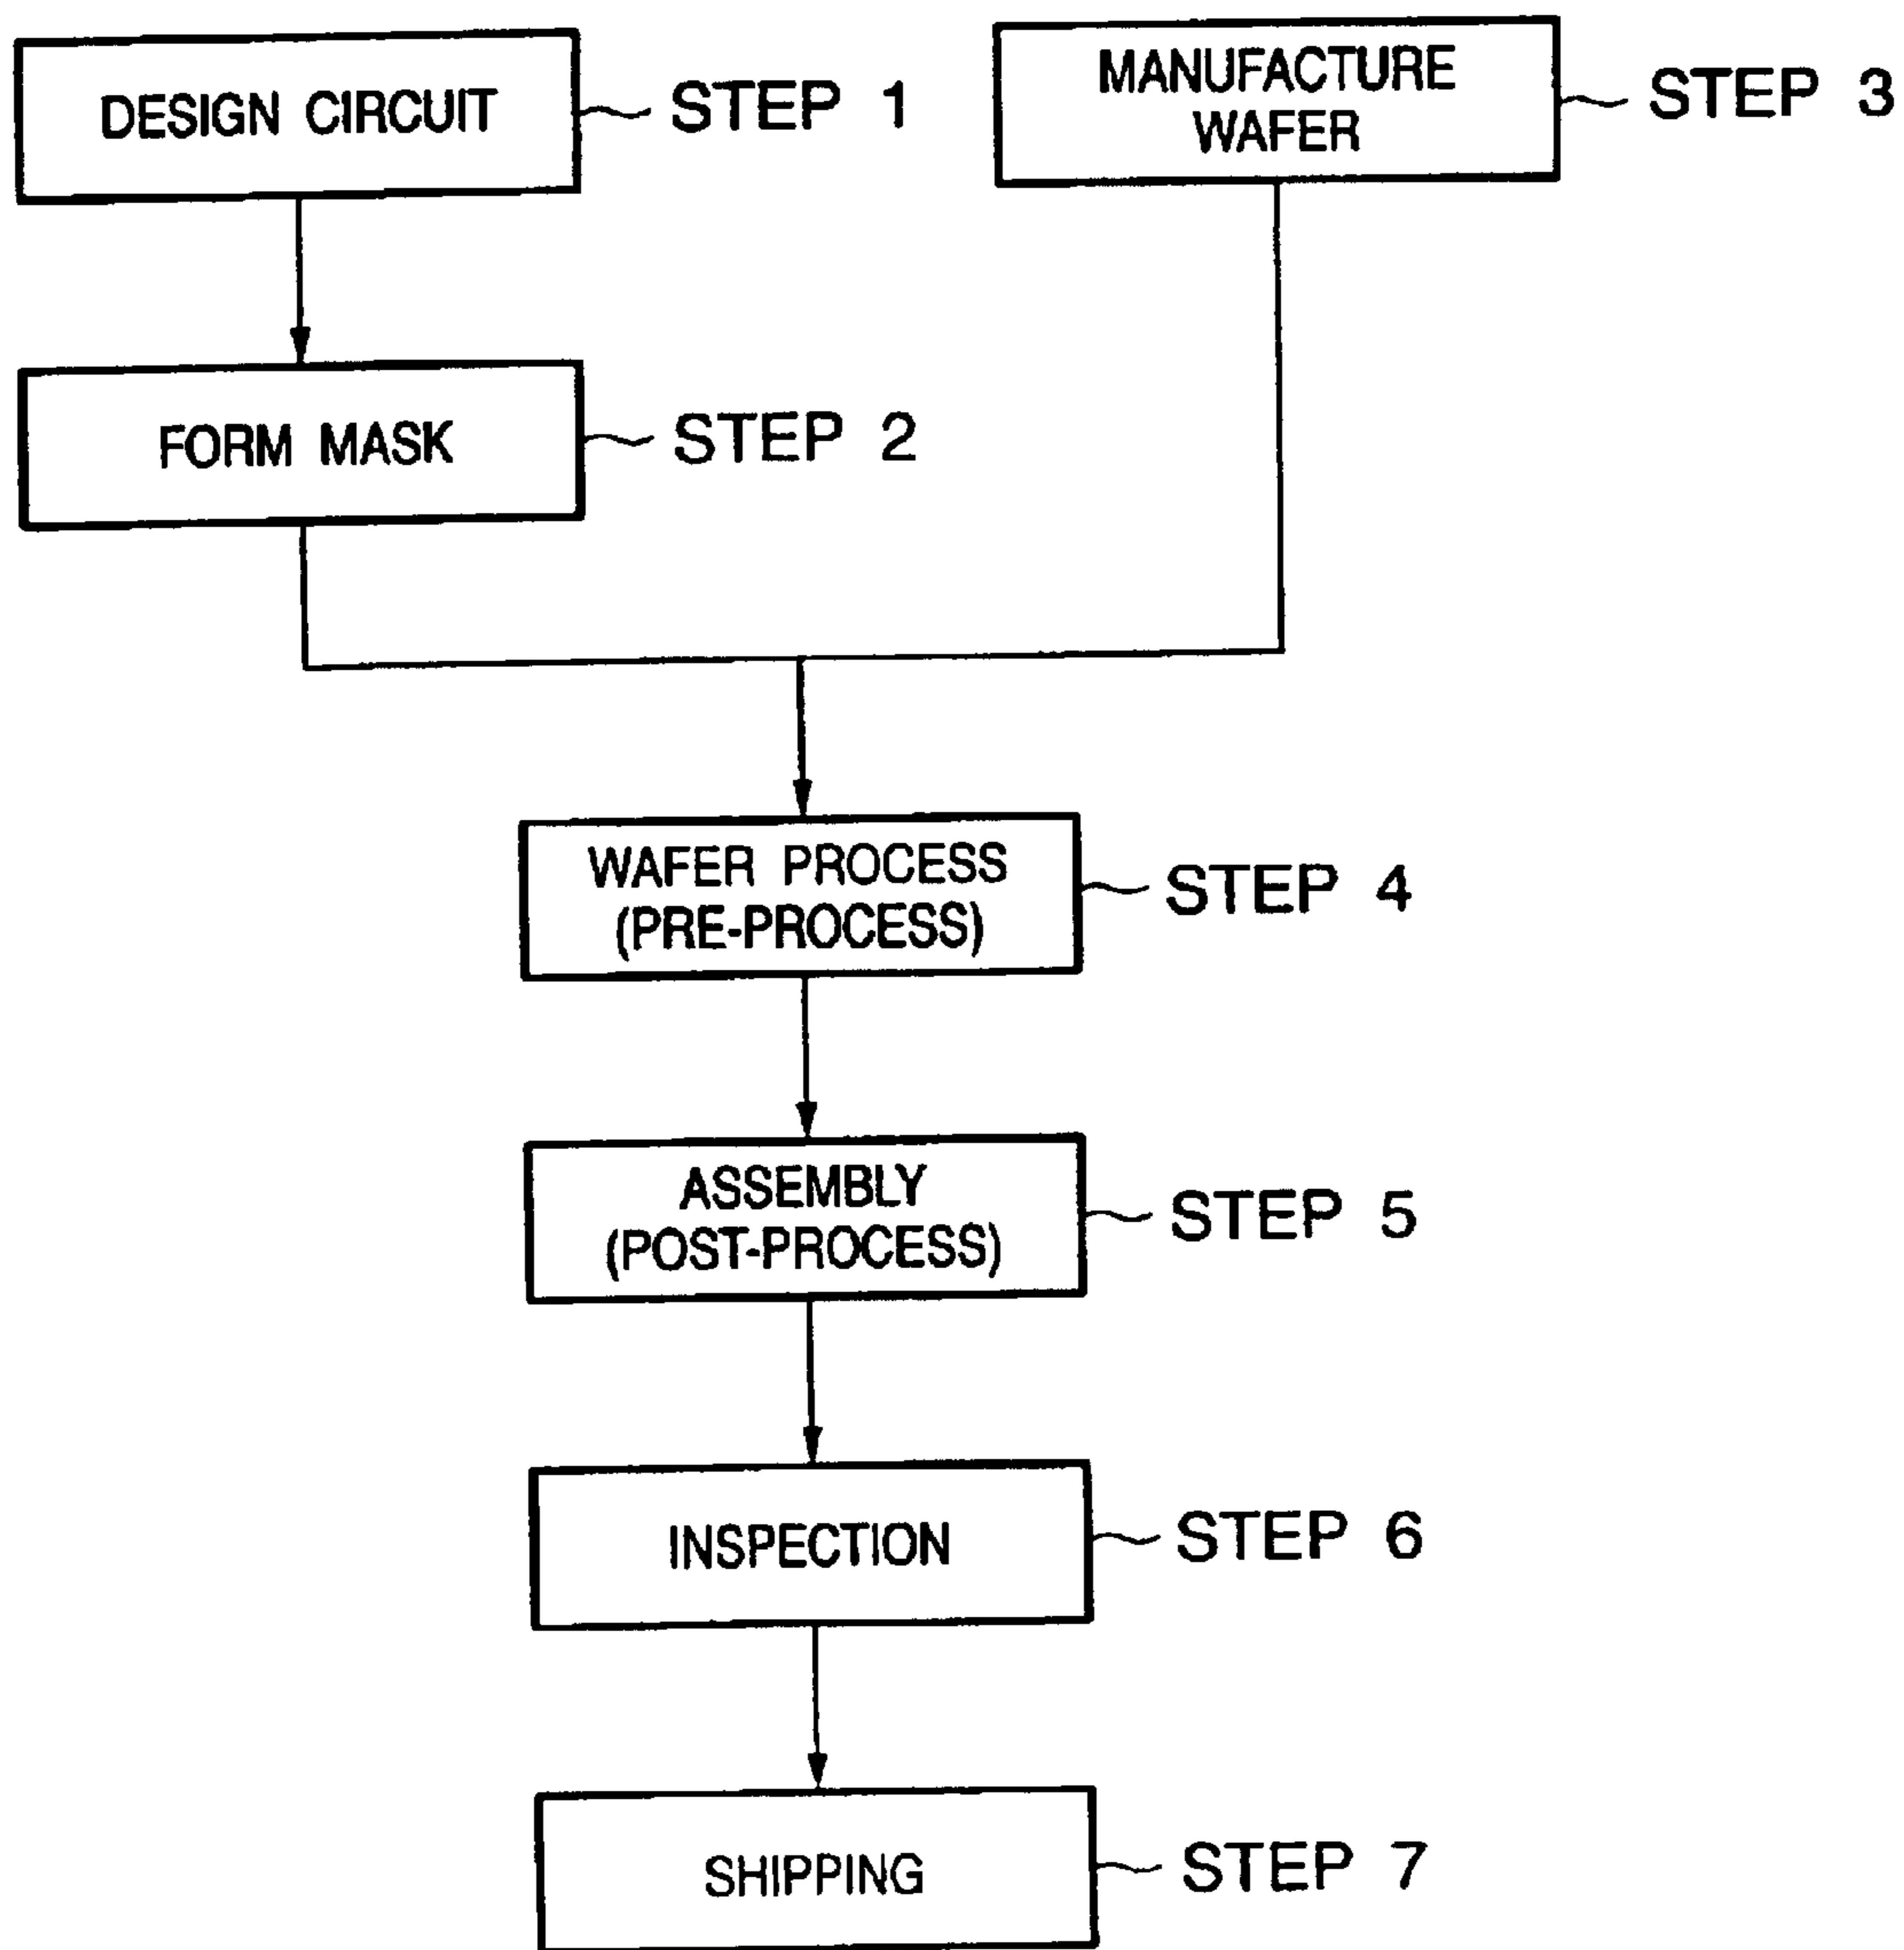 DESIGN CIRCUIT
STEP 1
MANUFACTURE
WAFER
STEP 3
FORM MASK
STEP 2
WAFER PROCESS
(PRE-PROCESS)
STEP 4
ASSEMBLY
(POST-PROCESS)
STEP 5
INSPECTION
STEP 6
SHIPPING
STEP 7